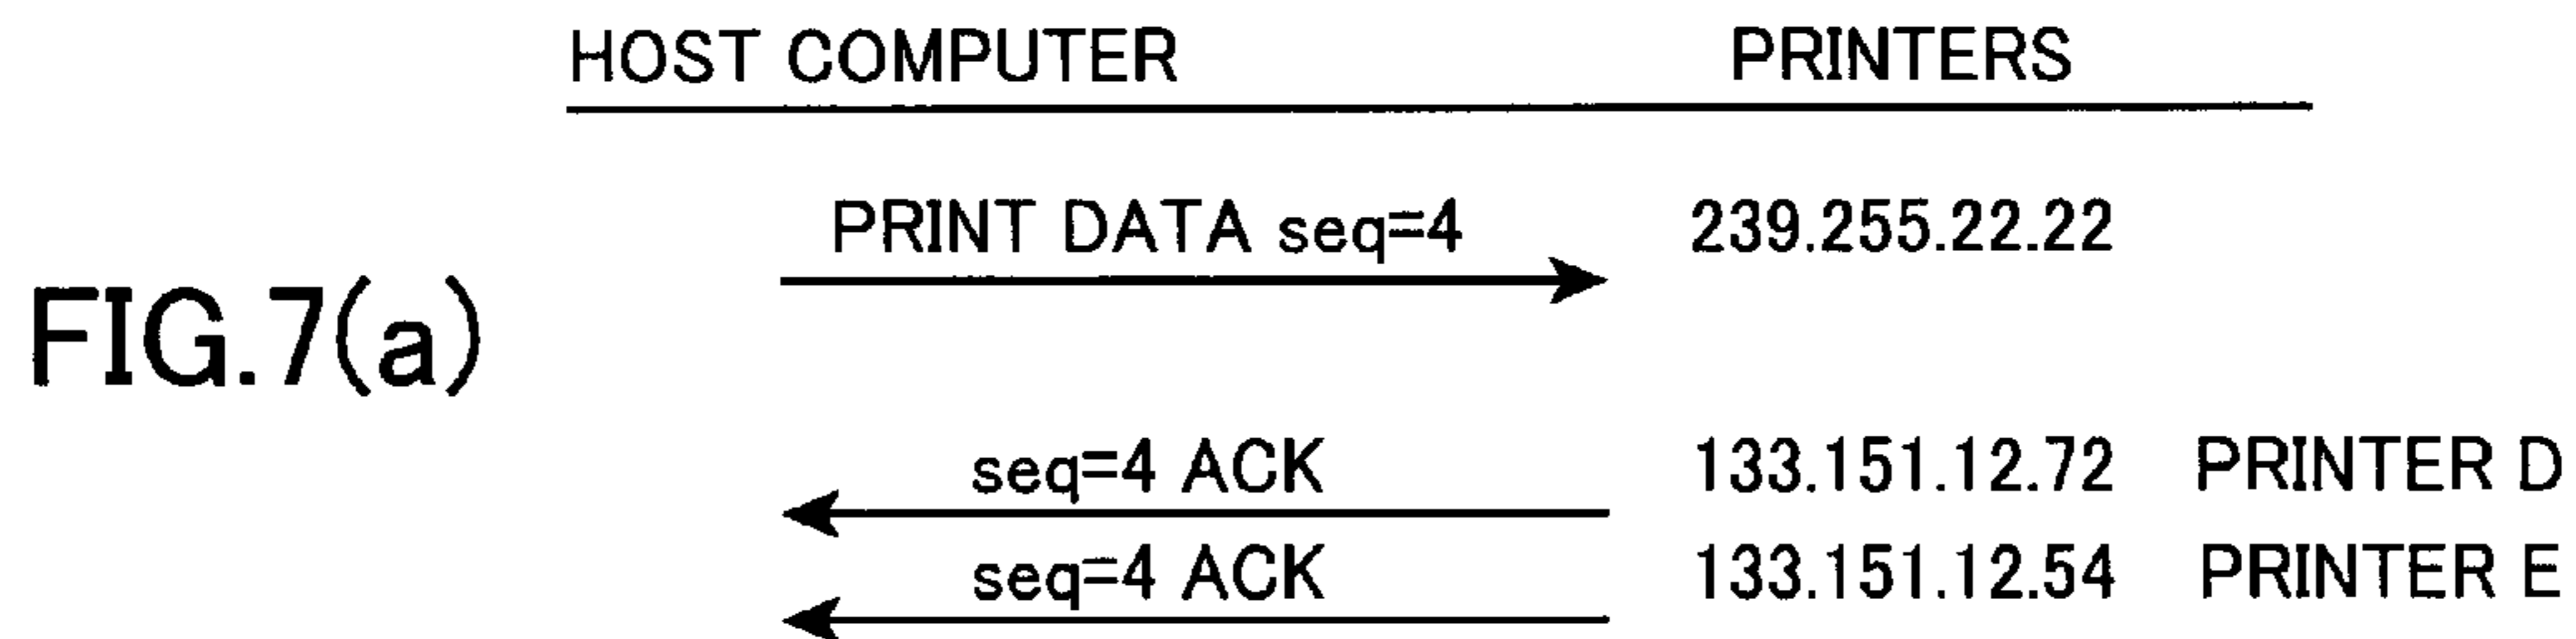 HOST COMPUTER PRINTERS
PRINT DATA seq=4 239.255.22.22
FIG.7(a)
seq=4 ACK 133.151.12.72 PRINTER D
seq=4 ACK 133.151.12.54 PRINTER E